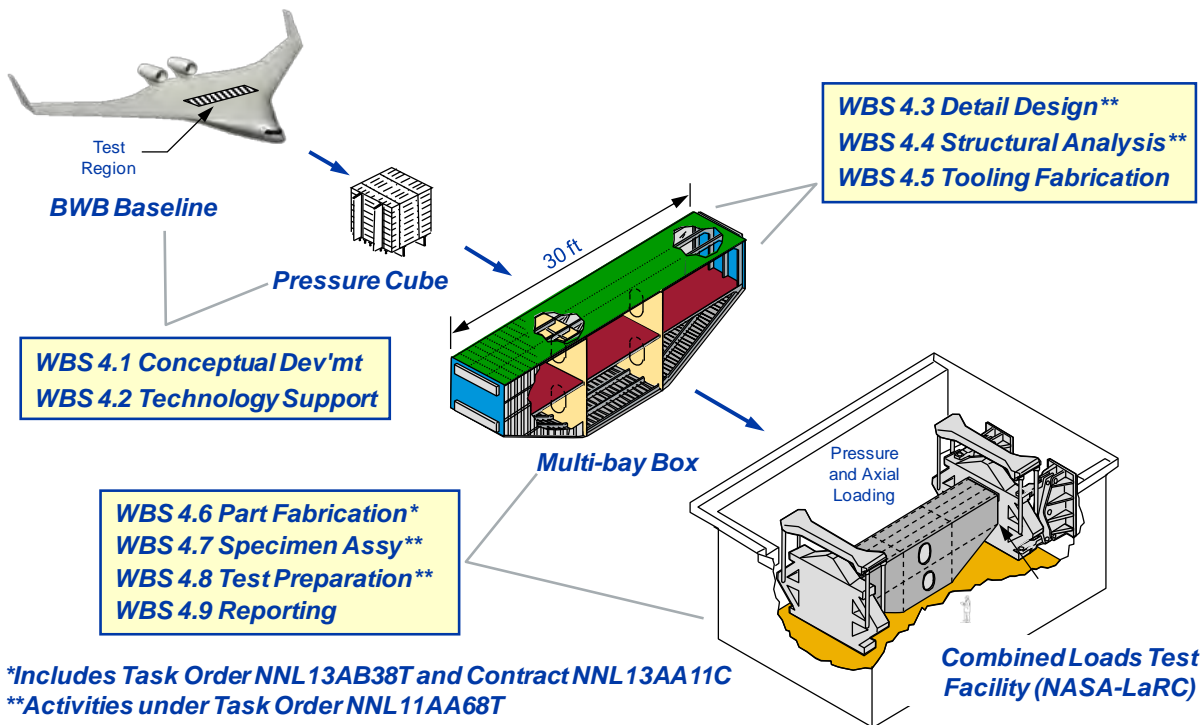 Test
Region
BWB Baseline
Pressure Cube
30 ft
WBS 4.3 Detail Design**
WBS 4.4 Structural Analysis**
WBS 4.5 Tooling Fabrication
WBS 4.1 Conceptual Dev'mt
WBS 4.2 Technology Support
Multi-bay Box
Pressure
and Axial
Loading
WBS 4.6 Part Fabrication*
WBS 4.7 Specimen Assy**
WBS 4.8 Test Preparation**
WBS 4.9 Reporting
Combined Loads Test
Facility (NASA-LaRC)
*Includes Task Order NNL13AB38T and Contract NNL13AA11C
**Activities under Task Order NNL11AA68T